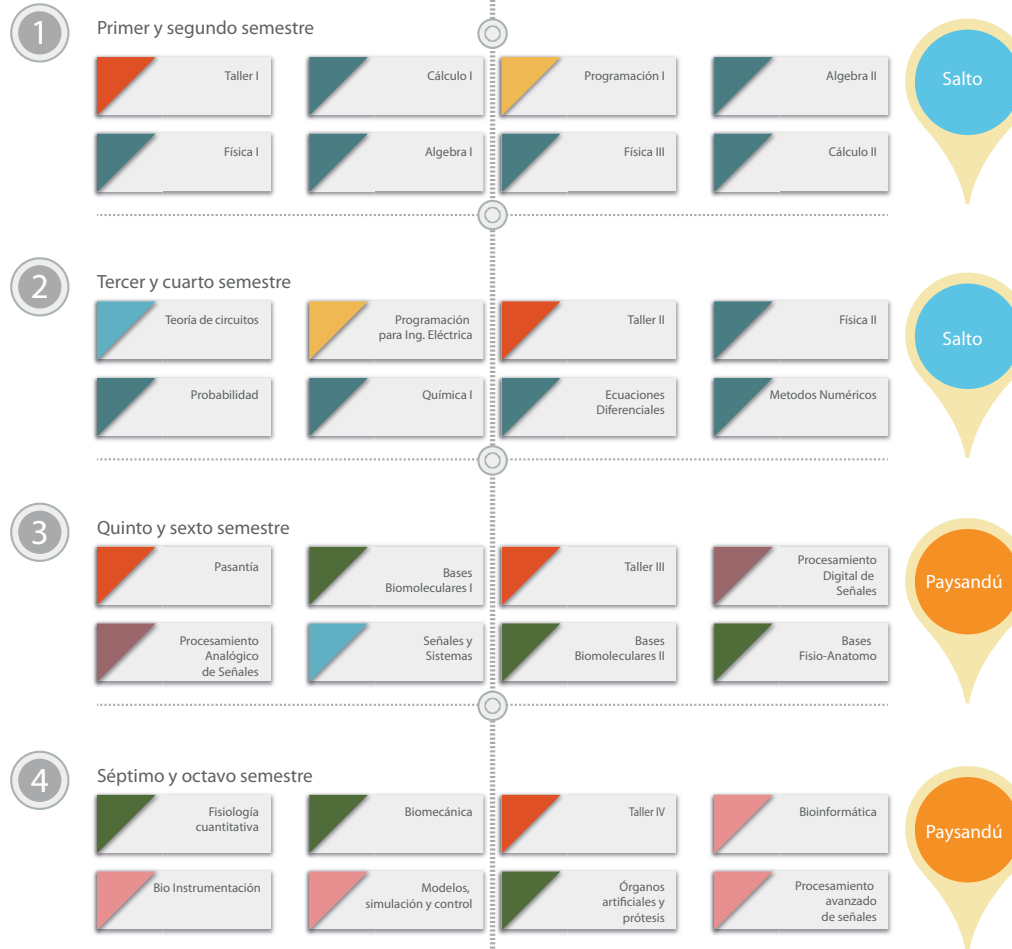 1
Primer y segundo semestre
Taller I
Cálculo I
Programación I
Algebra II
Salto
Física I
Algebra I
Física III
Cálculo II
2
Tercer y cuarto semestre
Teoría de circuitos
Programación
para Ing. Eléctrica
Taller II
Física II
Salto
Probabilidad
Química I
Ecuaciones
Diferenciales
Metodos Numéricos
3
Quinto y sexto semestre
Pasantía
Bases
Biomoleculares I
Taller III
Procesamiento
Digital de
Señales
Paysandú
Procesamiento
Analógico
de Señales
Señales y
Sistemas
Bases
Biomoleculares II
Bases
Fisio-Anatomo
4
Séptimo y octavo semestre
Fisiología
cuantitativa
Biomecánica
Taller IV
Bioinformática
Paysandú
Bio Instrumentación
Modelos,
simulación y control
Órganos
artificiales y
prótesis
Procesamiento
avanzado
de señales